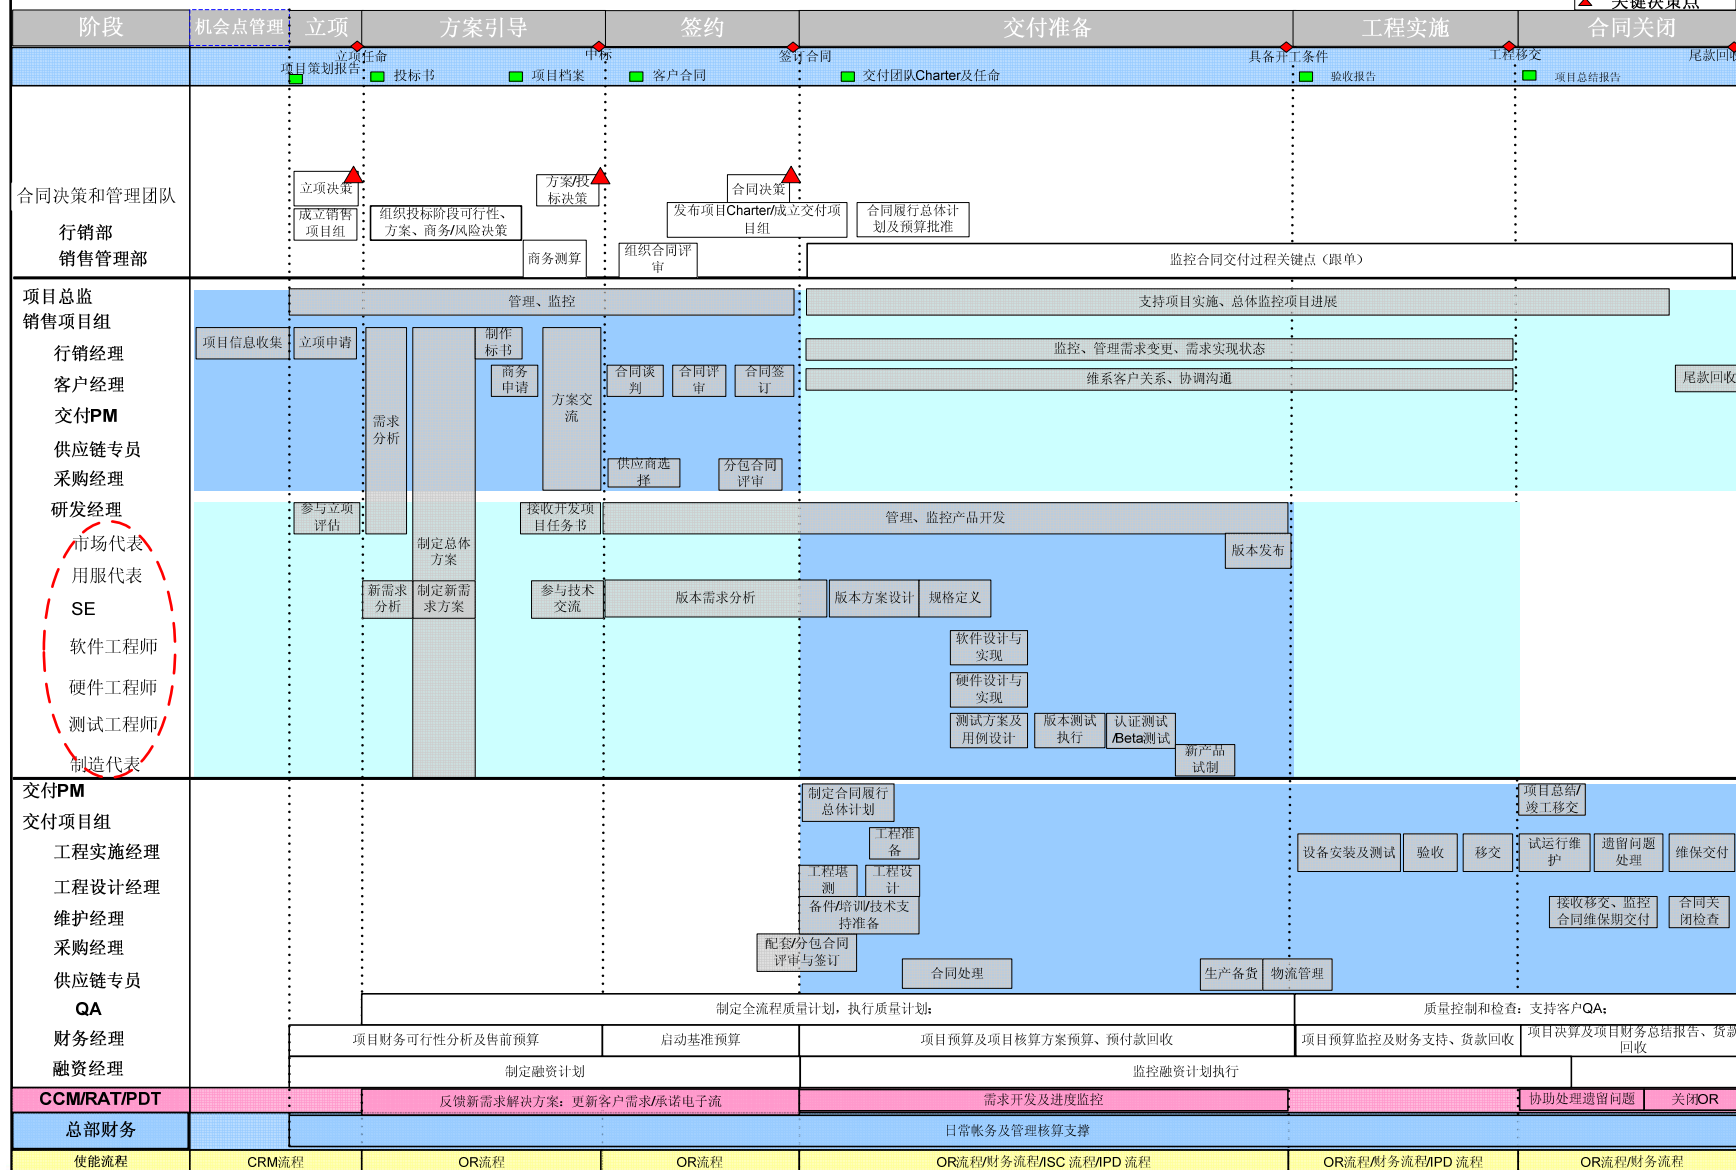 关键决策点
阶段
机会点管理
立项
方案引导
签约
交付准备
工程实施
合同关闭
立项任命
中标
签订合同
具备开工条件
工程移交
尾款回收
项目策划报告
投标书
项目档案
客户合同
交付团队Charter及任命
验收报告
项目总结报告
合同决策和管理团队
立项决策
方案/投
标决策
合同决策
行销部
成立销售
项目组
组织投标阶段可行性、
方案、商务/风险决策
发布项目Charter/成立交付项
目组
合同履行总体计
划及预算批准
销售管理部
商务测算
组织合同评
审
监控合同交付过程关键点（跟单）
项目总监
管理、监控
支持项目实施、总体监控项目进展
销售项目组
行销经理
项目信息收集
立项申请
制作
标书
监控、管理需求变更、需求实现状态
客户经理
商务
申请
合同谈
判
合同评
审
合同签
订
维系客户关系、协调沟通
尾款回收
交付PM
需求
分析
方案交
流
供应链专员
采购经理
供应商选
择
分包合同
评审
研发经理
参与立项
评估
接收开发项
目任务书
管理、监控产品开发
市场代表
制定总体
方案
版本发布
用服代表
SE
新需求
分析
制定新需
求方案
参与技术
交流
版本需求分析
版本方案设计
规格定义
软件工程师
软件设计与
实现
硬件工程师
硬件设计与
实现
测试工程师
测试方案及
用例设计
版本测试
执行
认证测试
/Beta测试
制造代表
新产品
试制
交付PM
制定合同履行
总体计划
项目总结/
竣工移交
交付项目组
工程准
备
工程实施经理
设备安装及测试
验收
移交
试运行维
护
遗留问题
处理
维保交付
工程设计经理
工程堪
测
工程设
计
维护经理
备件/培训/技术支
持准备
接收移交、监控
合同维保期交付
合同关
闭检查
采购经理
配套/分包合同
评审与签订
供应链专员
合同处理
生产备货
物流管理
QA
制定全流程质量计划，执行质量计划；
质量控制和检查；支持客户QA；
财务经理
项目财务可行性分析及售前预算
启动基准预算
项目预算及项目核算方案预算、预付款回收
项目预算监控及财务支持、货款回收
项目决算及项目财务总结报告、货款
回收
融资经理
制定融资计划
监控融资计划执行
CCM/RAT/PDT
反馈新需求解决方案；更新客户需求/承诺电子流
需求开发及进度监控
协助处理遗留问题
关闭OR
总部财务
日常帐务及管理核算支撑
使能流程
CRM流程
OR流程
OR流程
OR流程/财务流程/ISC 流程/IPD 流程
OR流程/财务流程/IPD 流程
OR流程/财务流程